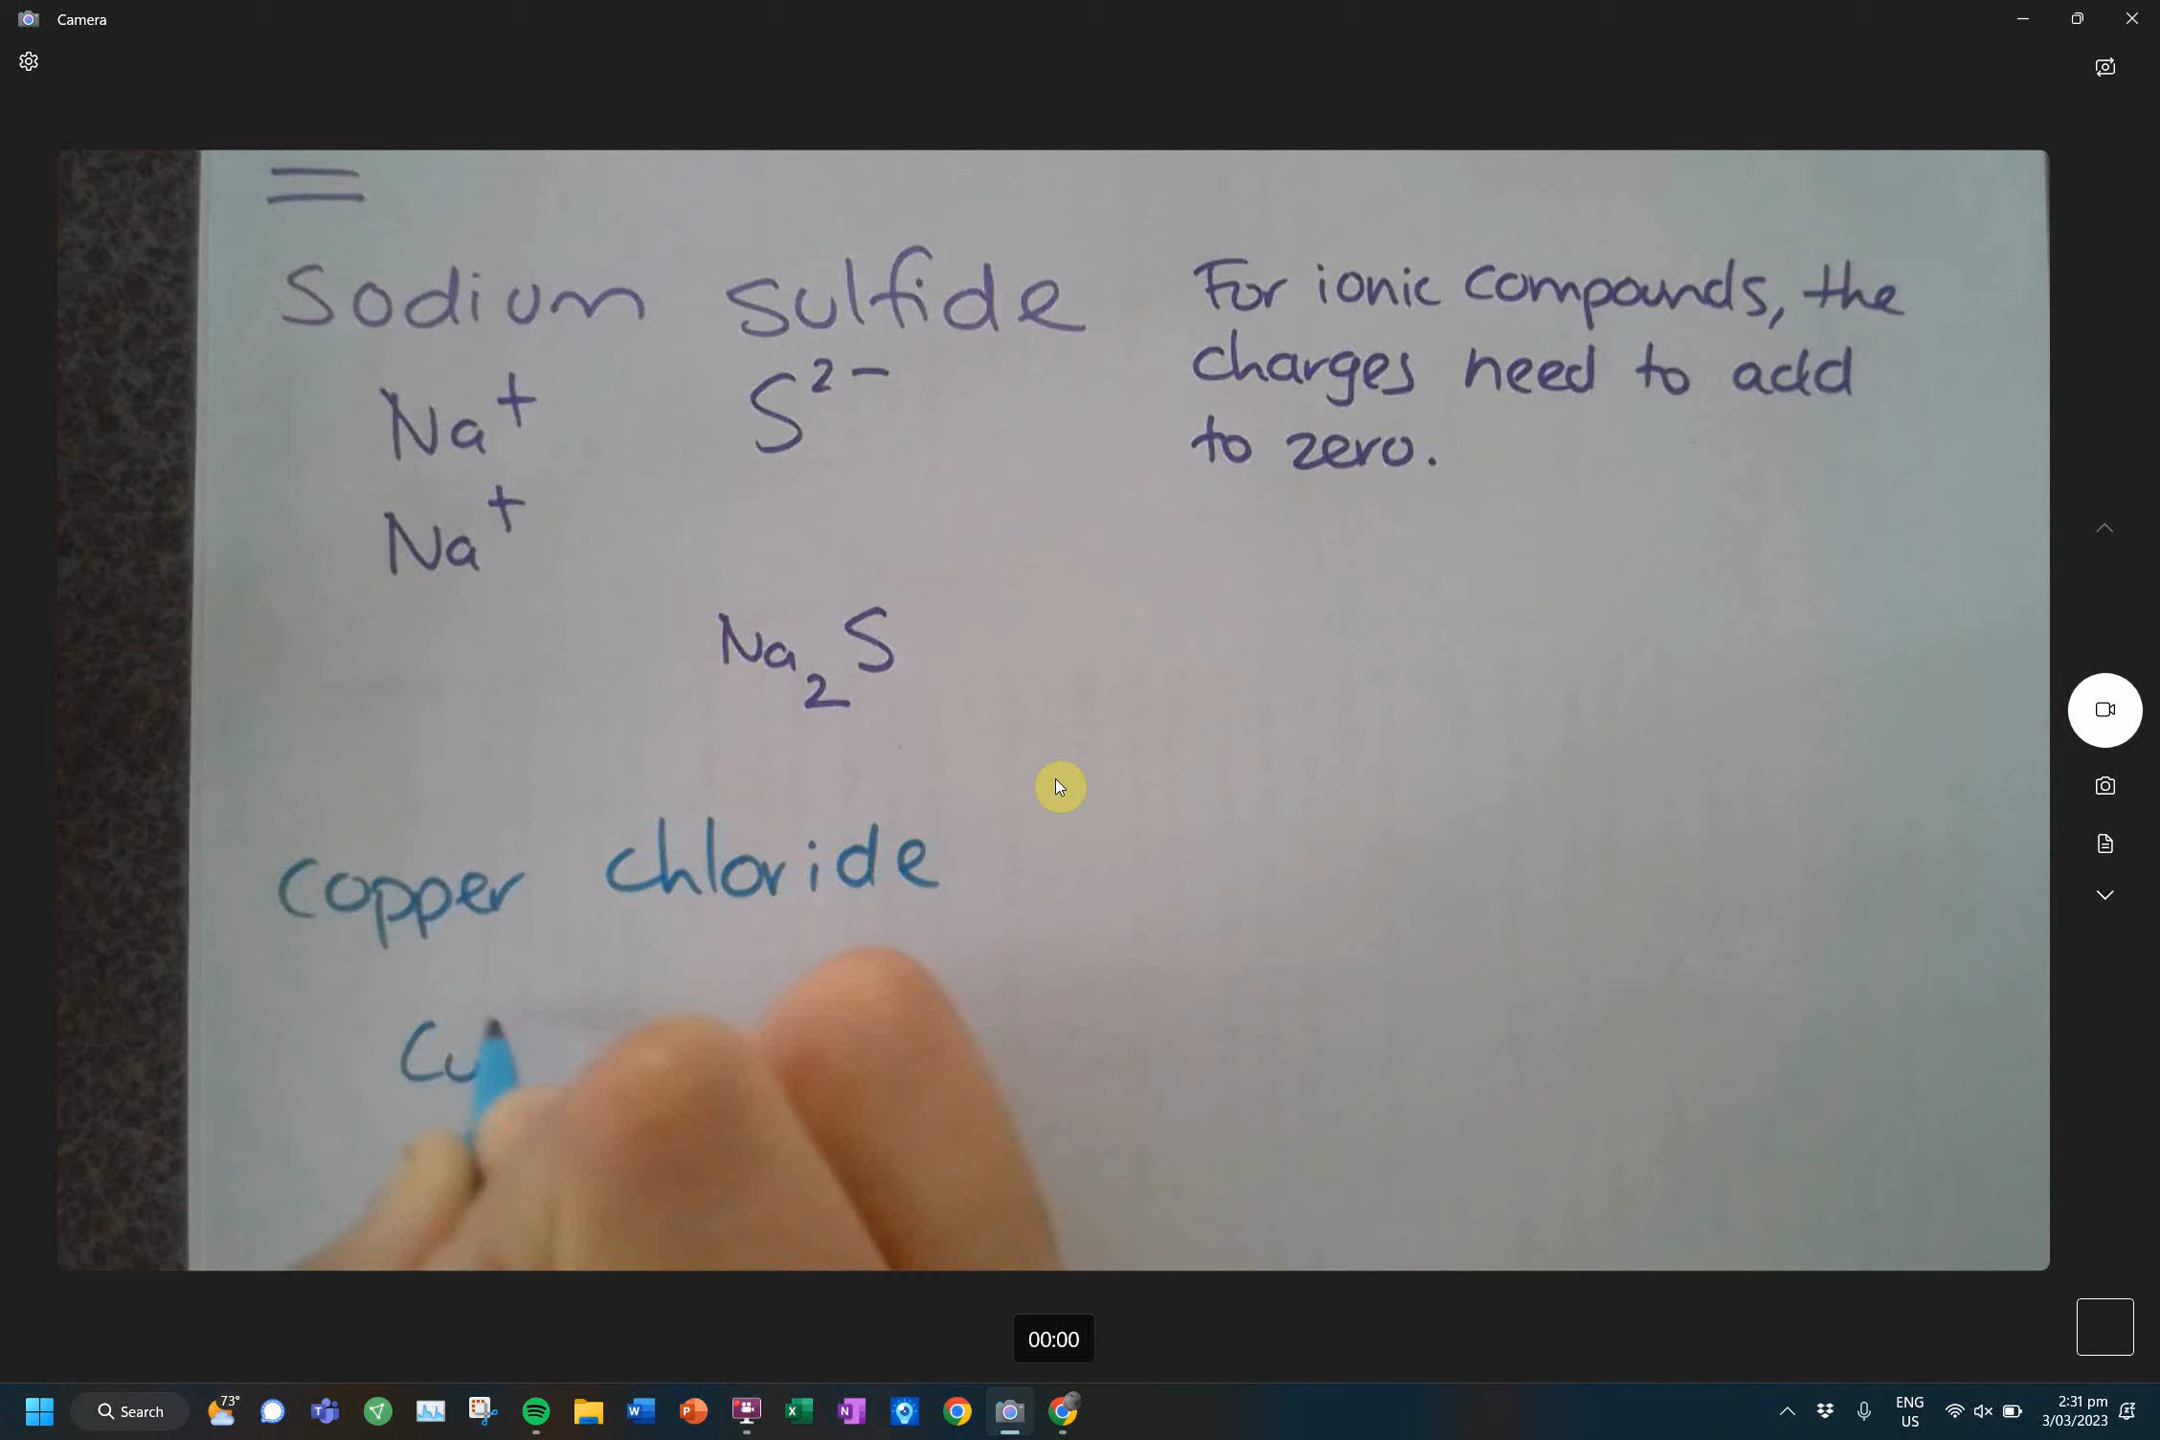 Camera
Sodium sulfide
Na+ S2-
Na+
Na2S
For ionic compounds, the
charges need to add
to zero.
Copper chloride
Cu
00:00
Search
73°
ENG
US
2:31 pm
3/03/2023